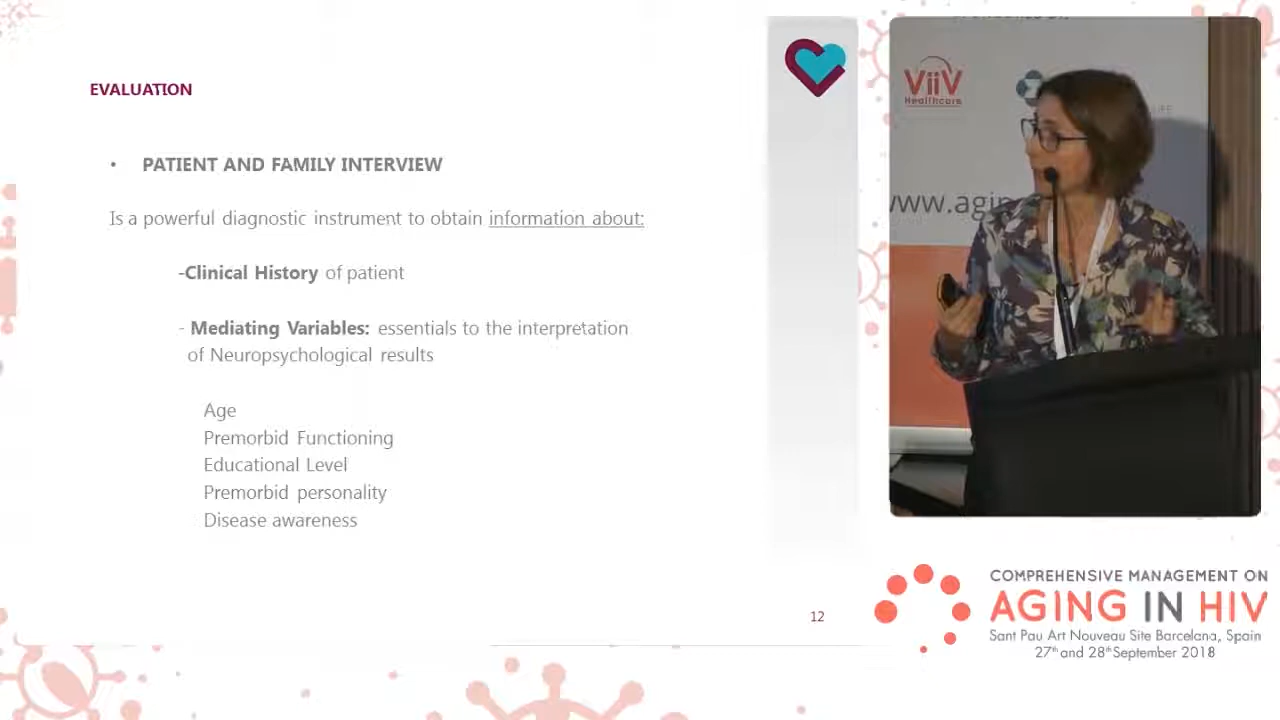 EVALUATION
• PATIENT AND FAMILY INTERVIEW
Is a powerful diagnostic instrument to obtain information about:
-Clinical History of patient
- Mediating Variables: essentials to the interpretation
of Neuropsychological results
Age
Premorbid Functioning
Educational Level
Premorbid personality
Disease awareness
12
ViiV
Healthcare
www.agin
COMPREHENSIVE MANAGEMENT ON
AGING IN HIV
Sant Pau Art Nouveau Site Barcelona, Spain
27th and 28th September 2018